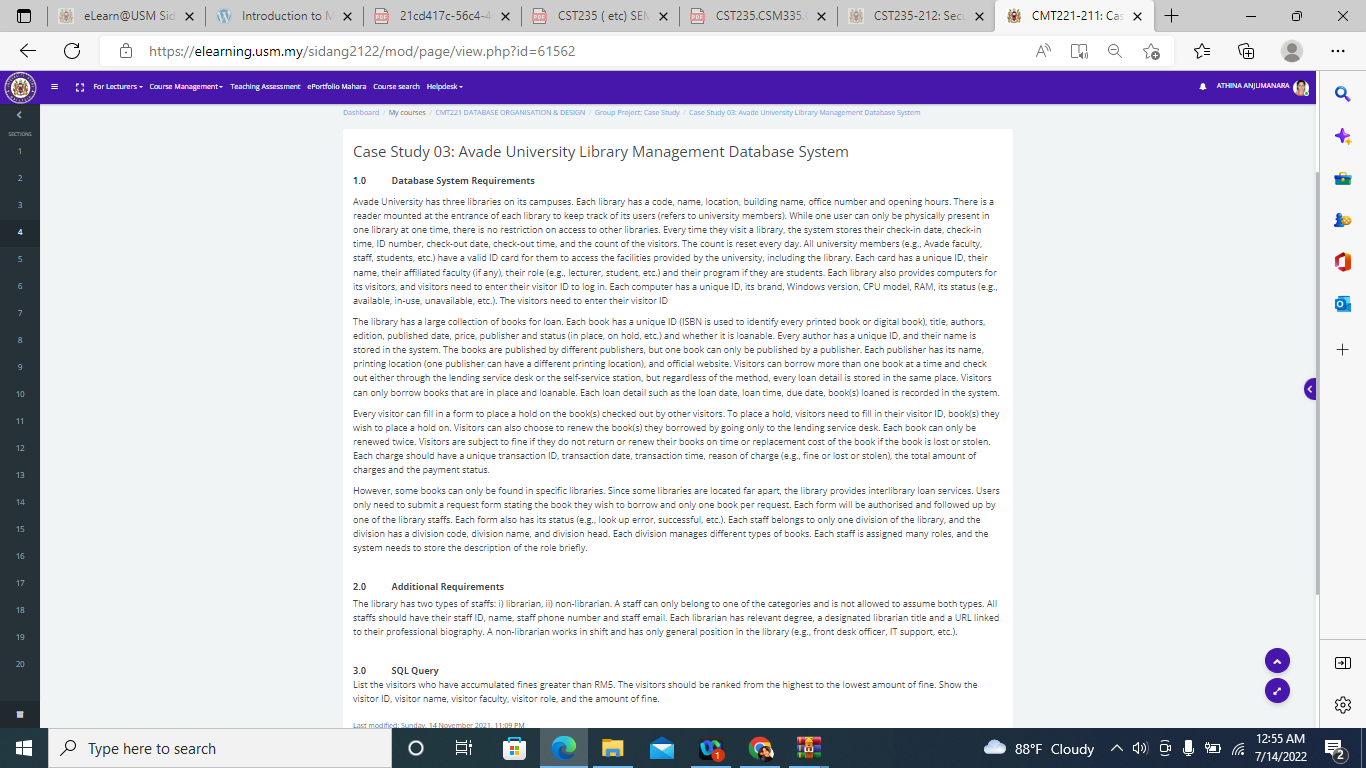 eLearn@USM Sid
Introduction to M
21cd417c-56c4-4
CST235 ( etc) SEM
CST235.CSM335.
CST235-212: Secu
CMT221-211: Cas
https://elearning.usm.my/sidang2122/mod/page/view.php?id=61562
For Lecturers
Course Management
Teaching Assessment
ePortfolio Mahara
Course search
Helpdesk
ATHINA ANJUMANARA
Dashboard / My courses / CMT221 DATABASE ORGANISATION & DESIGN / Group Project: Case Study / Case Study 03: Avade University Library Management Database System
SECTIONS
1
2
3
4
5
6
7
8
9
10
11
12
13
14
15
16
17
18
19
20
Case Study 03: Avade University Library Management Database System
1.0 Database System Requirements
Avade University has three libraries on its campuses. Each library has a code, name, location, building name, office number and opening hours. There is a
reader mounted at the entrance of each library to keep track of its users (refers to university members). While one user can only be physically present in
one library at one time, there is no restriction on access to other libraries. Every time they visit a library, the system stores their check-in date, check-in
time, ID number, check-out date, check-out time, and the count of the visitors. The count is reset every day. All university members (e.g., Avade faculty,
staff, students, etc.) have a valid ID card for them to access the facilities provided by the university, including the library. Each card has a unique ID, their
name, their affiliated faculty (if any), their role (e.g., lecturer, student, etc.) and their program if they are students. Each library also provides computers for
its visitors, and visitors need to enter their visitor ID to log in. Each computer has a unique ID, its brand, Windows version, CPU model, RAM, its status (e.g.,
available, in-use, unavailable, etc.). The visitors need to enter their visitor ID
The library has a large collection of books for loan. Each book has a unique ID (ISBN is used to identify every printed book or digital book), title, authors,
edition, published date, price, publisher and status (in place, on hold, etc.) and whether it is loanable. Every author has a unique ID, and their name is
stored in the system. The books are published by different publishers, but one book can only be published by a publisher. Each publisher has its name,
printing location (one publisher can have a different printing location), and official website. Visitors can borrow more than one book at a time and check
out either through the lending service desk or the self-service station, but regardless of the method, every loan detail is stored in the same place. Visitors
can only borrow books that are in place and loanable. Each loan detail such as the loan date, loan time, due date, book(s) loaned is recorded in the system.
Every visitor can fill in a form to place a hold on the book(s) checked out by other visitors. To place a hold, visitors need to fill in their visitor ID, book(s) they
wish to place a hold on. Visitors can also choose to renew the book(s) they borrowed by going only to the lending service desk. Each book can only be
renewed twice. Visitors are subject to fine if they do not return or renew their books on time or replacement cost of the book if the book is lost or stolen.
Each charge should have a unique transaction ID, transaction date, transaction time, reason of charge (e.g., fine or lost or stolen), the total amount of
charges and the payment status.
However, some books can only be found in specific libraries. Since some libraries are located far apart, the library provides interlibrary loan services. Users
only need to submit a request form stating the book they wish to borrow and only one book per request. Each form will be authorised and followed up by
one of the library staffs. Each form also has its status (e.g., look up error, successful, etc.). Each staff belongs to only one division of the library, and the
division has a division code, division name, and division head. Each division manages different types of books. Each staff is assigned many roles, and the
system needs to store the description of the role briefly.
2.0 Additional Requirements
The library has two types of staffs: i) librarian, ii) non-librarian. A staff can only belong to one of the categories and is not allowed to assume both types. All
staffs should have their staff ID, name, staff phone number and staff email. Each librarian has relevant degree, a designated librarian title and a URL linked
to their professional biography. A non-librarian works in shift and has only general position in the library (e.g., front desk officer, IT support, etc.).
3.0 SQL Query
List the visitors who have accumulated fines greater than RM5. The visitors should be ranked from the highest to the lowest amount of fine. Show the
visitor ID, visitor name, visitor faculty, visitor role, and the amount of fine.
Last modified: Sunday, 14 November 2021, 11:09 PM
Type here to search
1
88°F Cloudy
12:55 AM
7/14/2022
2